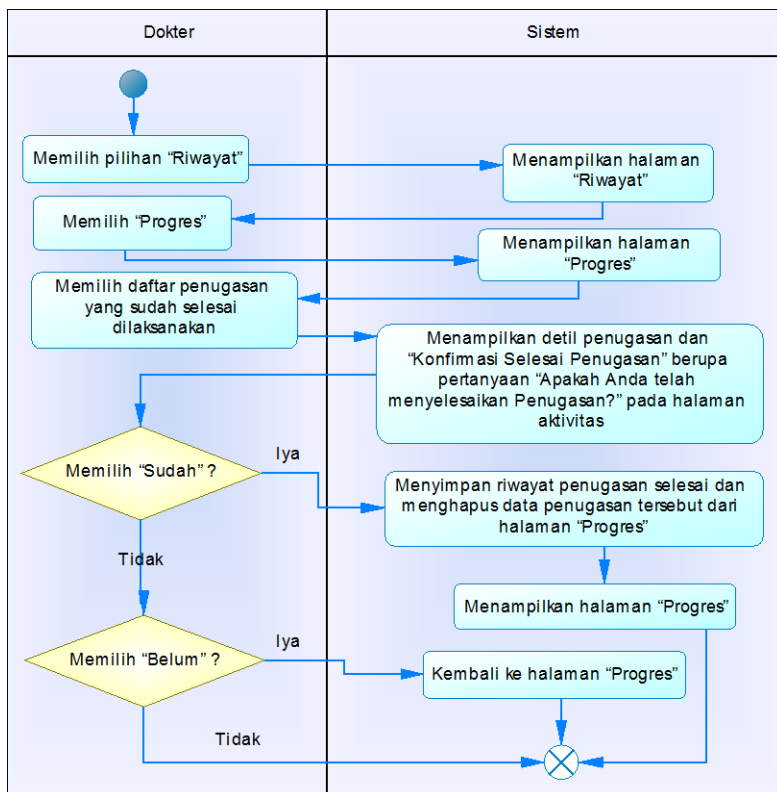 Dokter
Sistem
Memilih pilihan “Riwayat”
Menampilkan halaman
“Riwayat”
Memilih “Progres”
Menampilkan halaman
“Progres”
Memilih daftar penugasan
yang sudah selesai
dilaksanakan
Menampilkan detil penugasan dan
“Konfirmasi Selesai Penugasan” berupa
pertanyaan “Apakah Anda telah
menyelesaikan Penugasan?” pada halaman
aktivitas
Memilih “Sudah” ?
Iya
Menyimpan riwayat penugasan selesai dan
menghapus data penugasan tersebut dari
halaman “Progres”
Tidak
Menampilkan halaman “Progres”
Memilih “Belum” ?
Iya
Kembali ke halaman “Progres”
Tidak